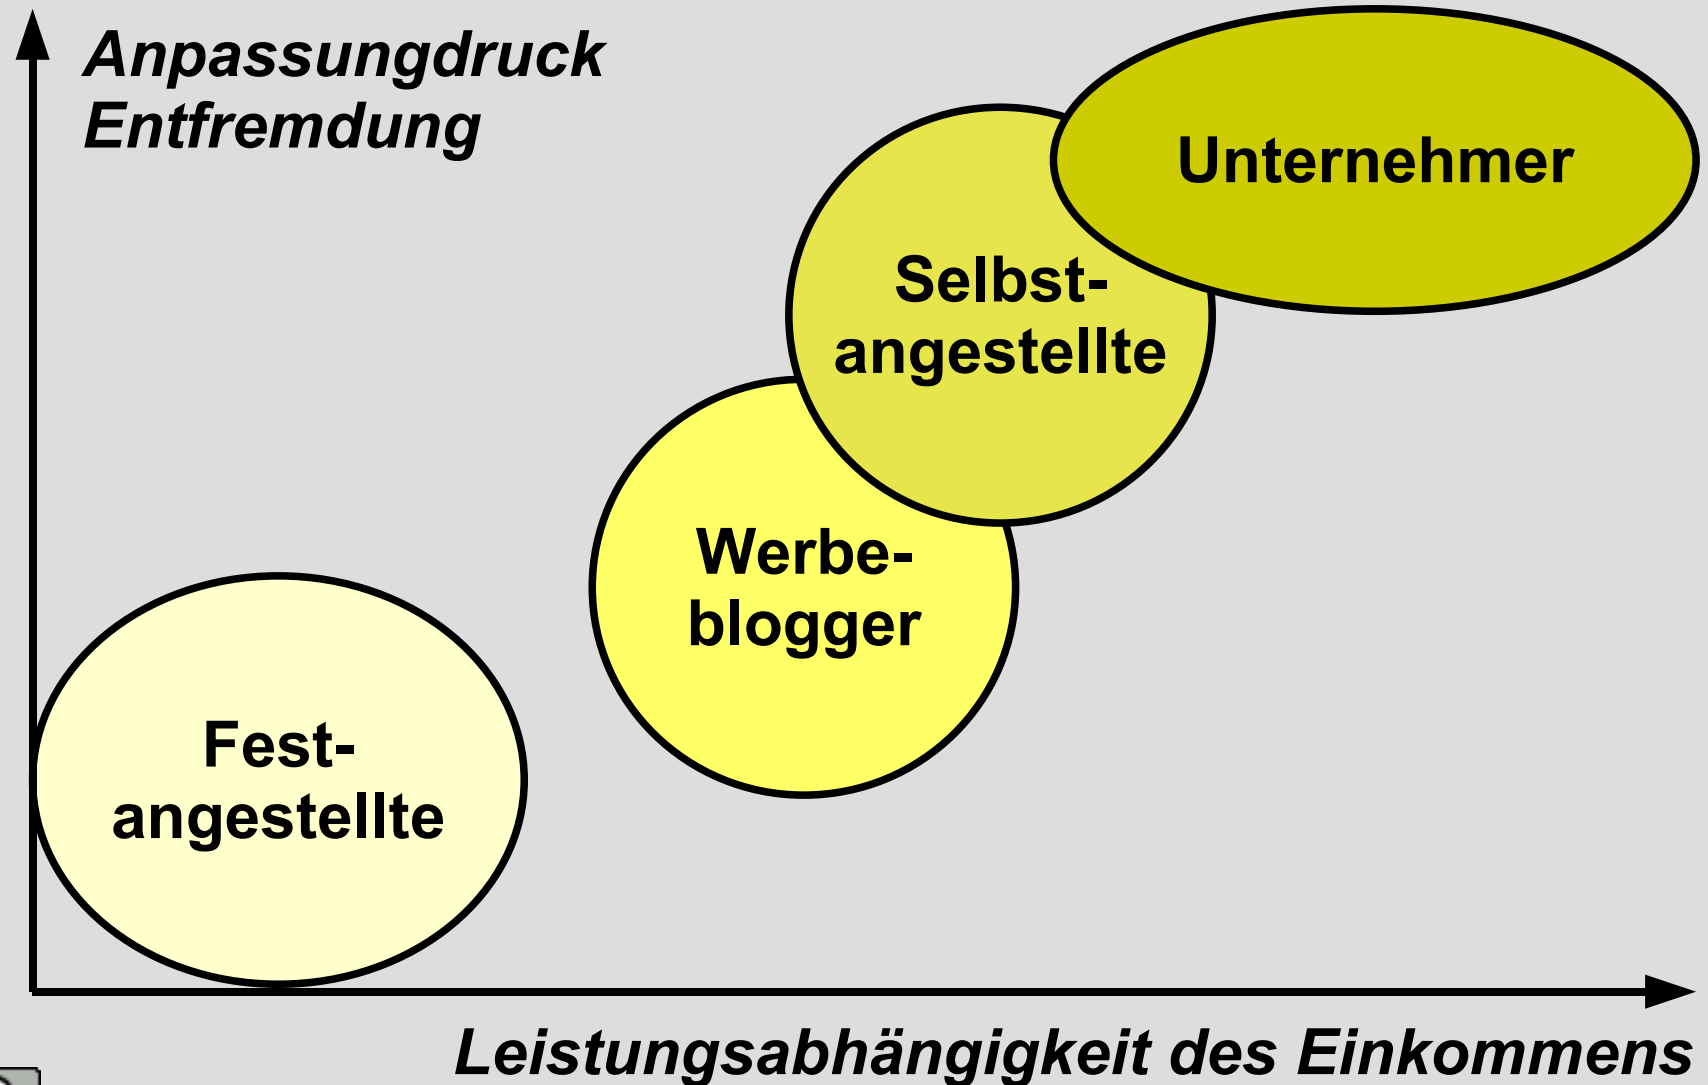 Anpassungdruck
Entfremdung
Unternehmer
Selbst-
angestellte
Werbe-
blogger
Fest-
angestellte
Leistungsabhängigkeit des Einkommens